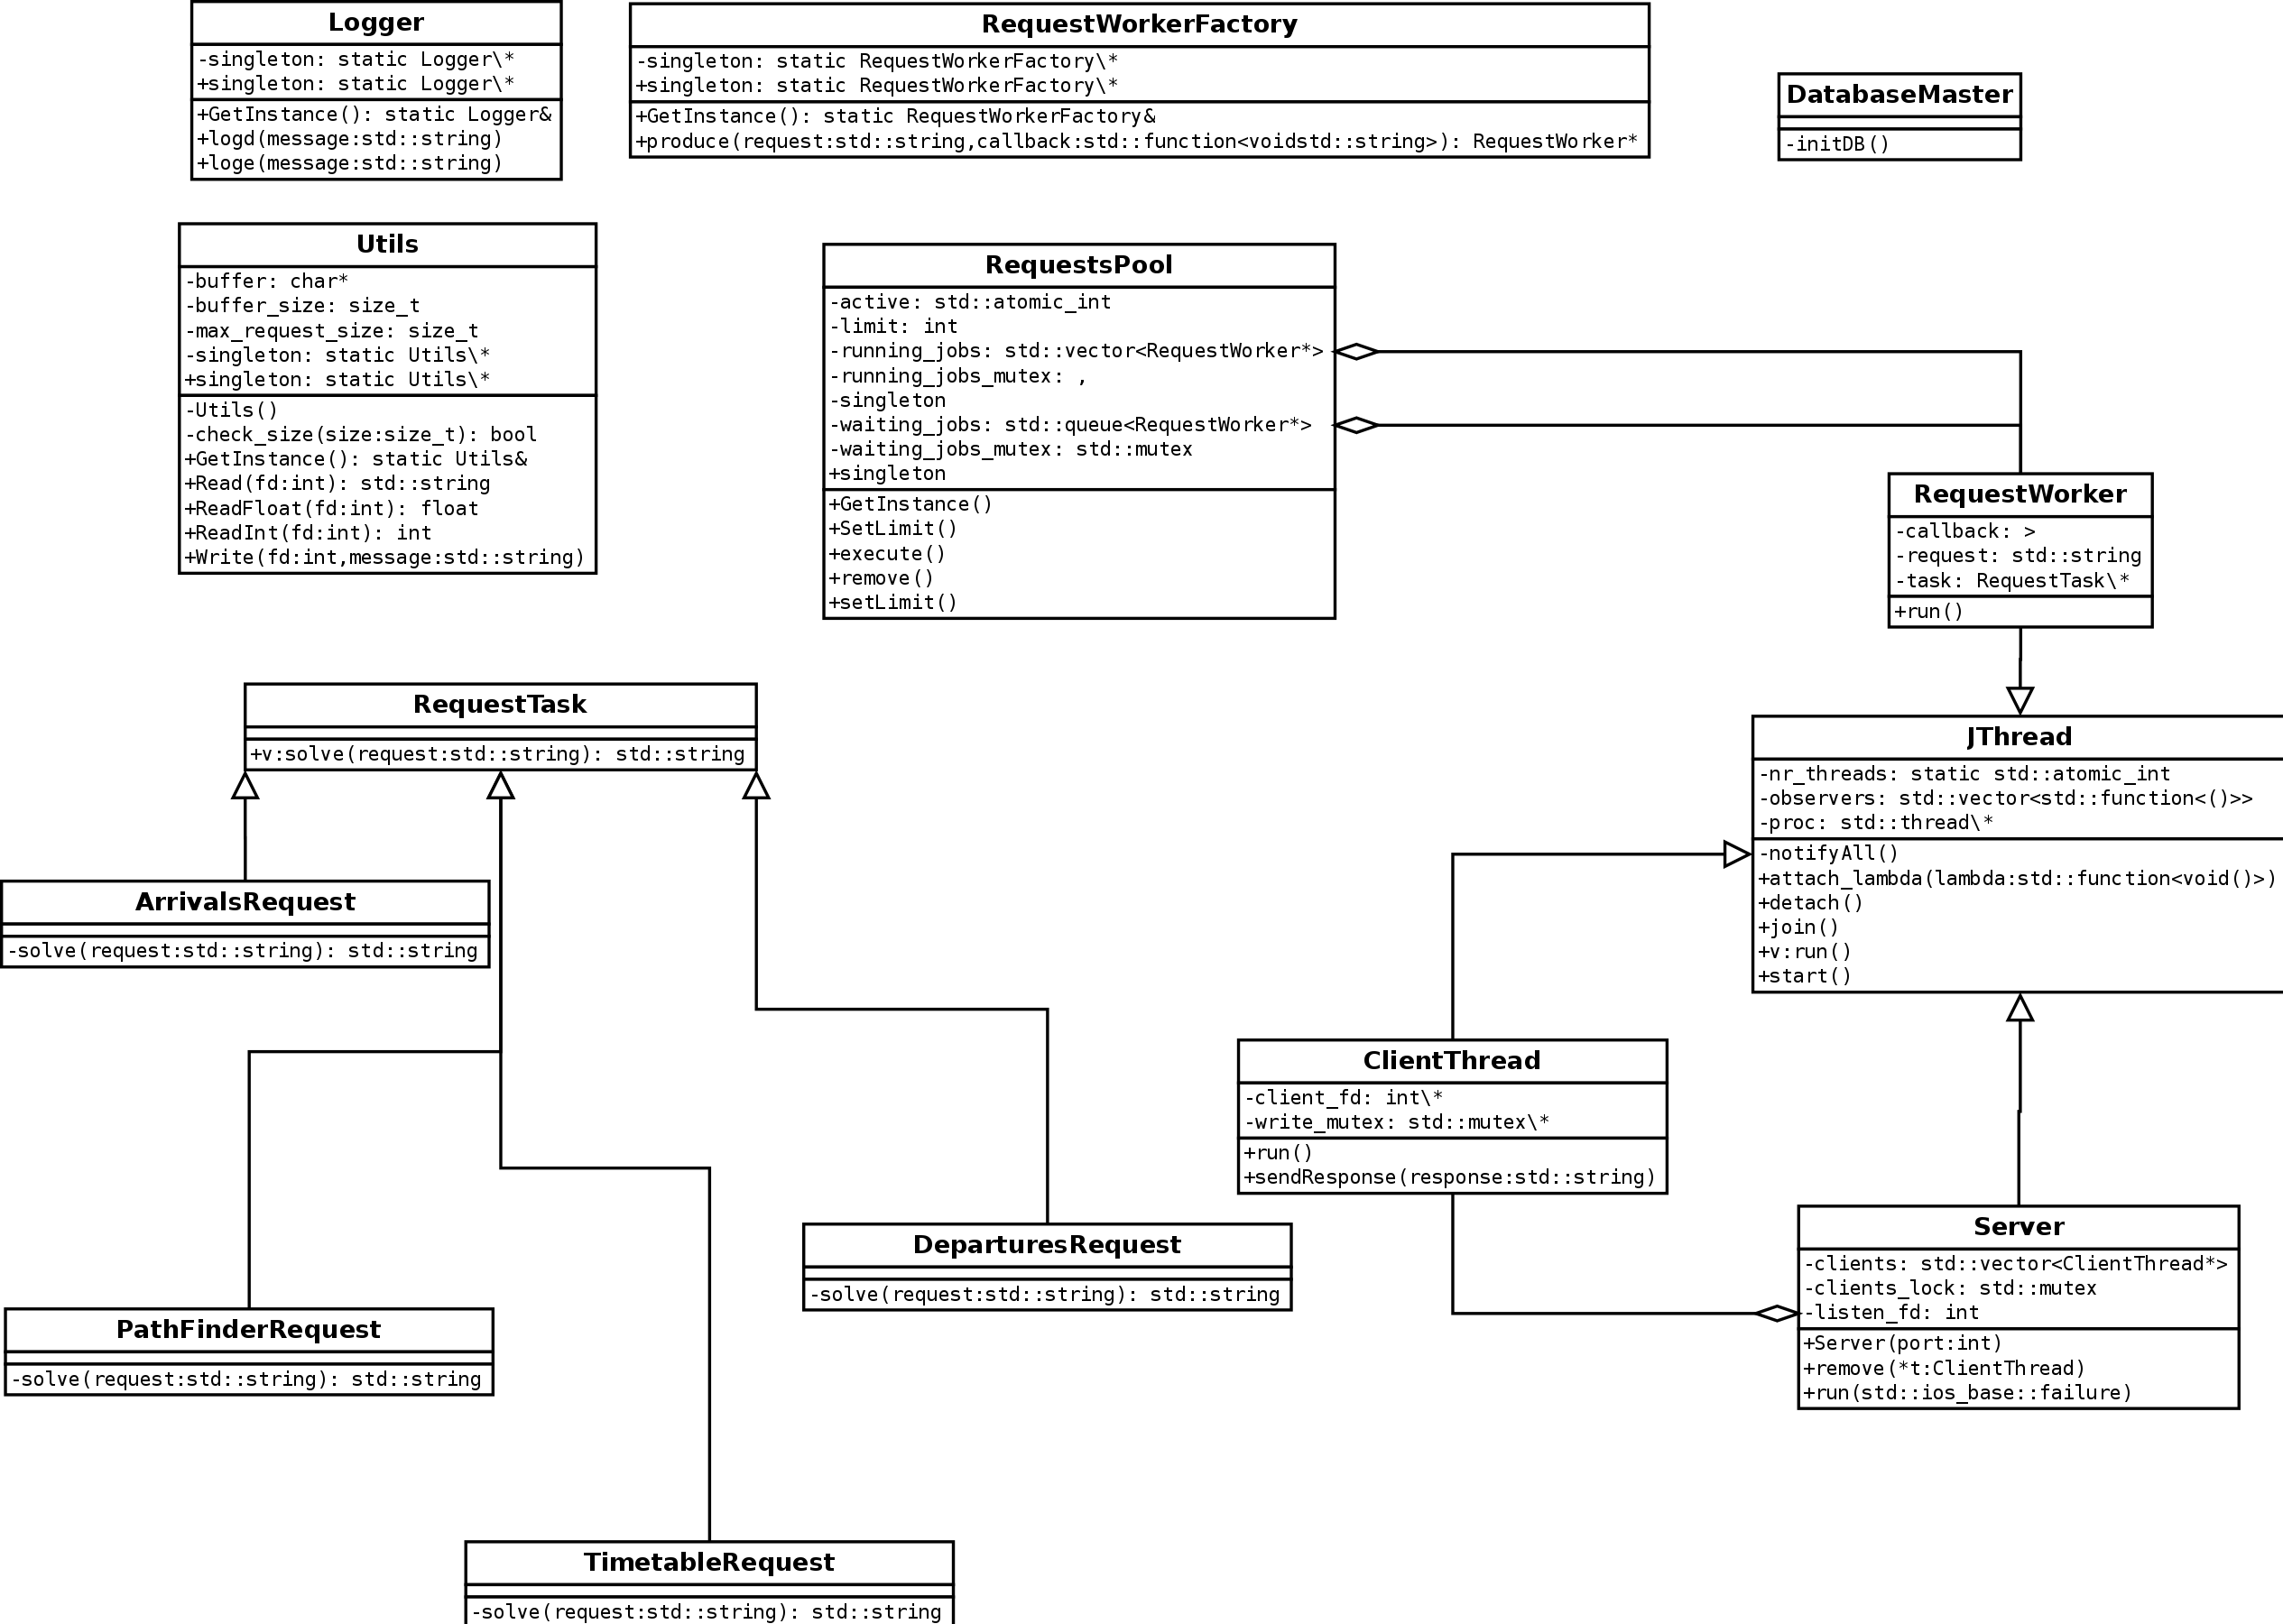 Logger
-singleton: static Logger\*
+singleton: static Logger\*
+GetInstance(): static Logger&
+logd(message:std::string)
+loge(message:std::string)
RequestWorkerFactory
-singleton: static RequestWorkerFactory\*
+singleton: static RequestWorkerFactory\*
+GetInstance(): static RequestWorkerFactory&
+produce(request:std::string,callback:std::function<voidstd::string>): RequestWorker*
DatabaseMaster
-initDB()
Utils
-buffer: char*
-buffer_size: size_t
-max_request_size: size_t
-singleton: static Utils\*
+singleton: static Utils\*
-Utils()
-check_size(size:size_t): bool
+GetInstance(): static Utils&
+Read(fd:int): std::string
+ReadFloat(fd:int): float
+ReadInt(fd:int): int
+Write(fd:int,message:std::string)
RequestsPool
-active: std::atomic_int
-limit: int
-running_jobs: std::vector<RequestWorker*>
-running_jobs_mutex: ,
-singleton
-waiting_jobs: std::queue<RequestWorker*>
-waiting_jobs_mutex: std::mutex
+singleton
+GetInstance()
+SetLimit()
+execute()
+remove()
+setLimit()
RequestWorker
-callback: >
-request: std::string
-task: RequestTask\*
+run()
RequestTask
+v:solve(request:std::string): std::string
JThread
-nr_threads: static std::atomic_int
-observers: std::vector<std::function<()>>
-proc: std::thread\*
-notifyAll()
+attach_lambda(lambda:std::function<void()>)
+detach()
+join()
+v:run()
+start()
ArrivalsRequest
-solve(request:std::string): std::string
ClientThread
-client_fd: int\*
-write_mutex: std::mutex\*
+run()
+sendResponse(response:std::string)
Server
-clients: std::vector<ClientThread*>
-clients_lock: std::mutex
-listen_fd: int
+Server(port:int)
+remove(*t:ClientThread)
+run(std::ios_base::failure)
DeparturesRequest
-solve(request:std::string): std::string
PathFinderRequest
-solve(request:std::string): std::string
TimetableRequest
-solve(request:std::string): std::string